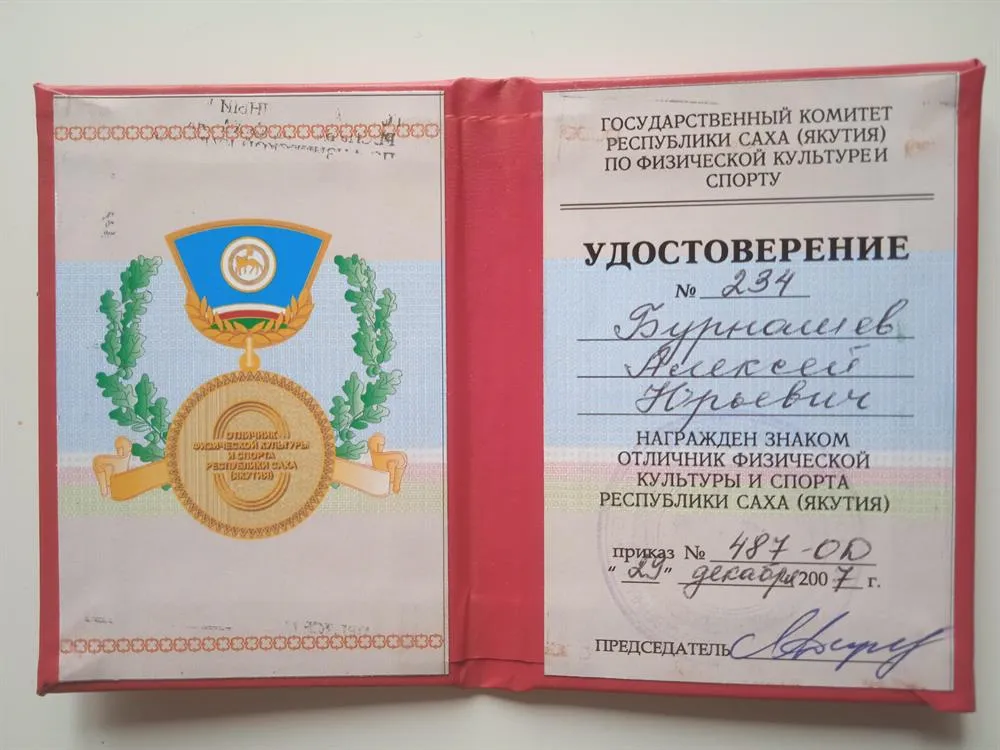 ОТЛИЧНИК
ФИЗИЧЕСКОЙ КУЛЬТУРЫ
И СПОРТА
РЕСПУБЛИКИ САХА
(ЯКУТИЯ)
ГОСУДАРСТВЕННЫЙ КОМИТЕТ
РЕСПУБЛИКИ САХА (ЯКУТИЯ)
ПО ФИЗИЧЕСКОЙ КУЛЬТУРЕ И
СПОРТУ
УДОСТОВЕРЕНИЕ
№ 234
Бурнашев
Алексей
Юрьевич
НАГРАЖДЕН ЗНАКОМ
ОТЛИЧНИК ФИЗИЧЕСКОЙ
КУЛЬТУРЫ И СПОРТА
РЕСПУБЛИКИ САХА (ЯКУТИЯ)
приказ № 487-ОД
"29" декабря 2007 г.
ПРЕДСЕДАТЕЛЬ